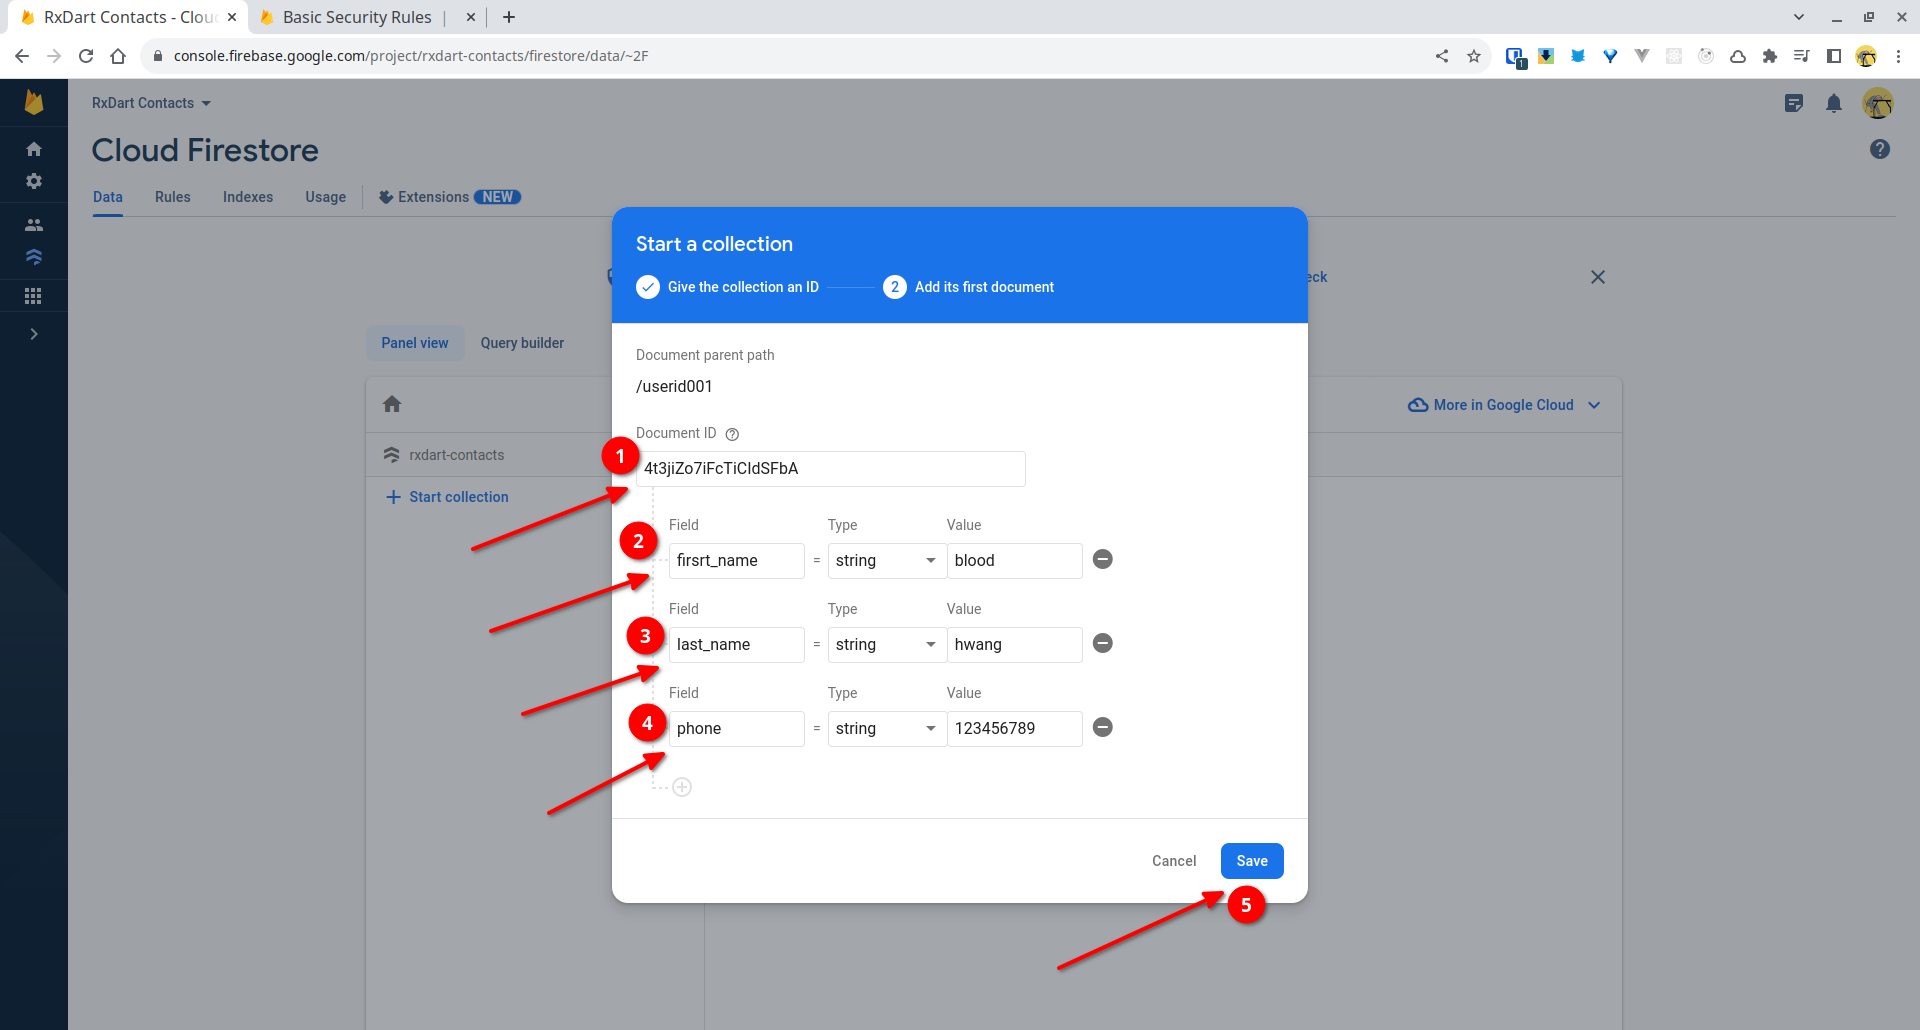 RxDart Contacts - Clou
Basic Security Rules |
console.firebase.google.com/project/rxdart-contacts/firestore/data/~2F
1
RxDart Contacts
Cloud Firestore
Data Rules Indexes Usage Extensions NEW
Start a collection
Give the collection an ID 2 Add its first document
eck
Panel view Query builder
Document parent path
/userid001
More in Google Cloud
Document ID
rxdart-contacts
1
4t3jiZo7iFcTiCIdSFbA
Start collection
Field Type Value
2
firsrt_name = string blood
Field Type Value
3
last_name = string hwang
Field Type Value
4
phone = string 123456789
Cancel Save
5